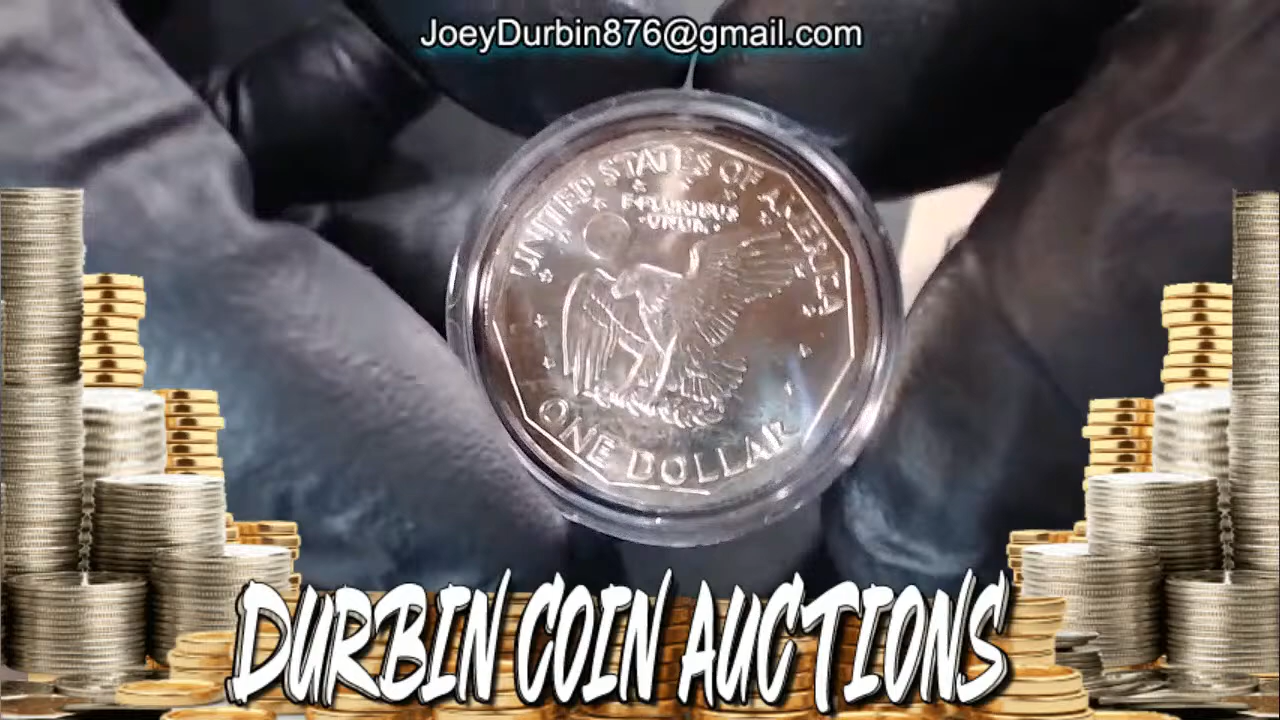 JoeyDurbin876@gmail.com
UNITED STATES OF AMERICA
E·PLURIBUS
·UNUM·
ONE DOLLAR
DURBIN COIN AUCTIONS